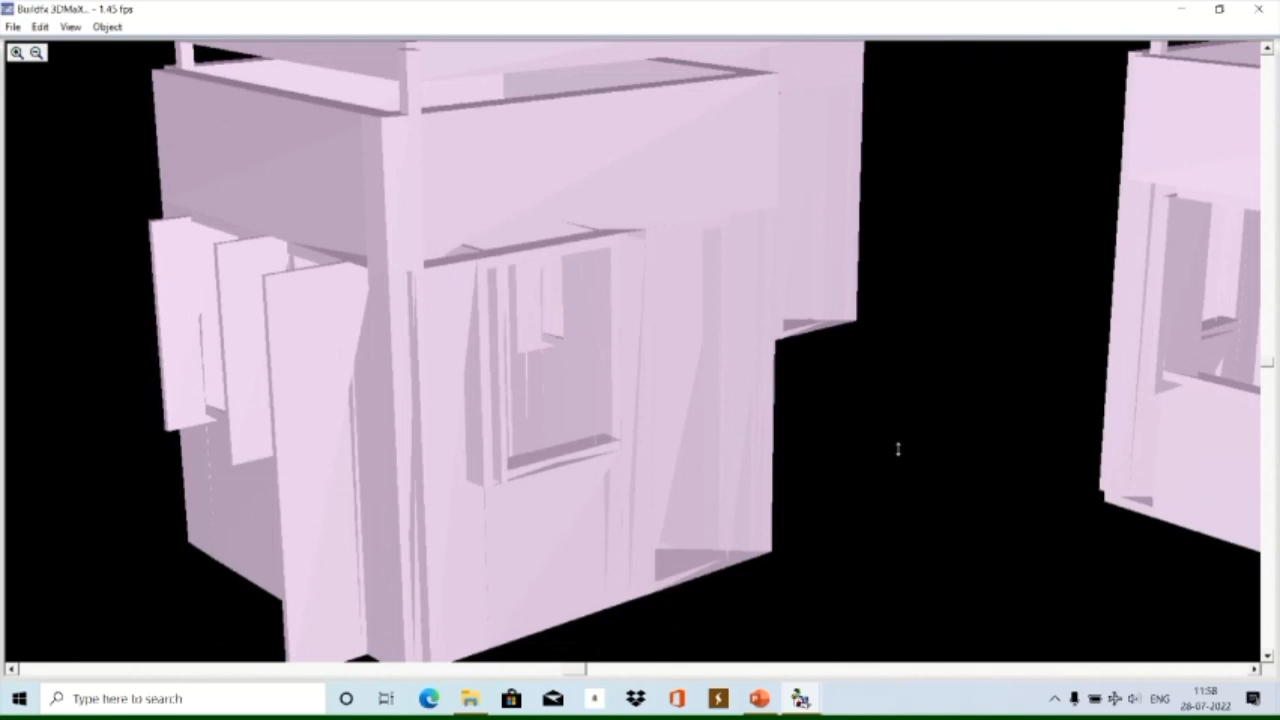 Buildfx 3DMaX... - 1.45 fps
File Edit View Object
Type here to search
ENG
11:58
28-07-2022